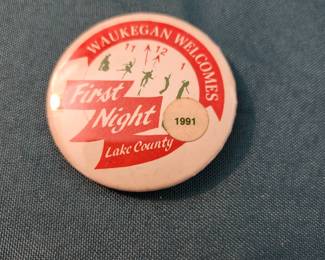 WAUKEGAN WELCOMES
11 12 1
First
Night
1991
Lake County